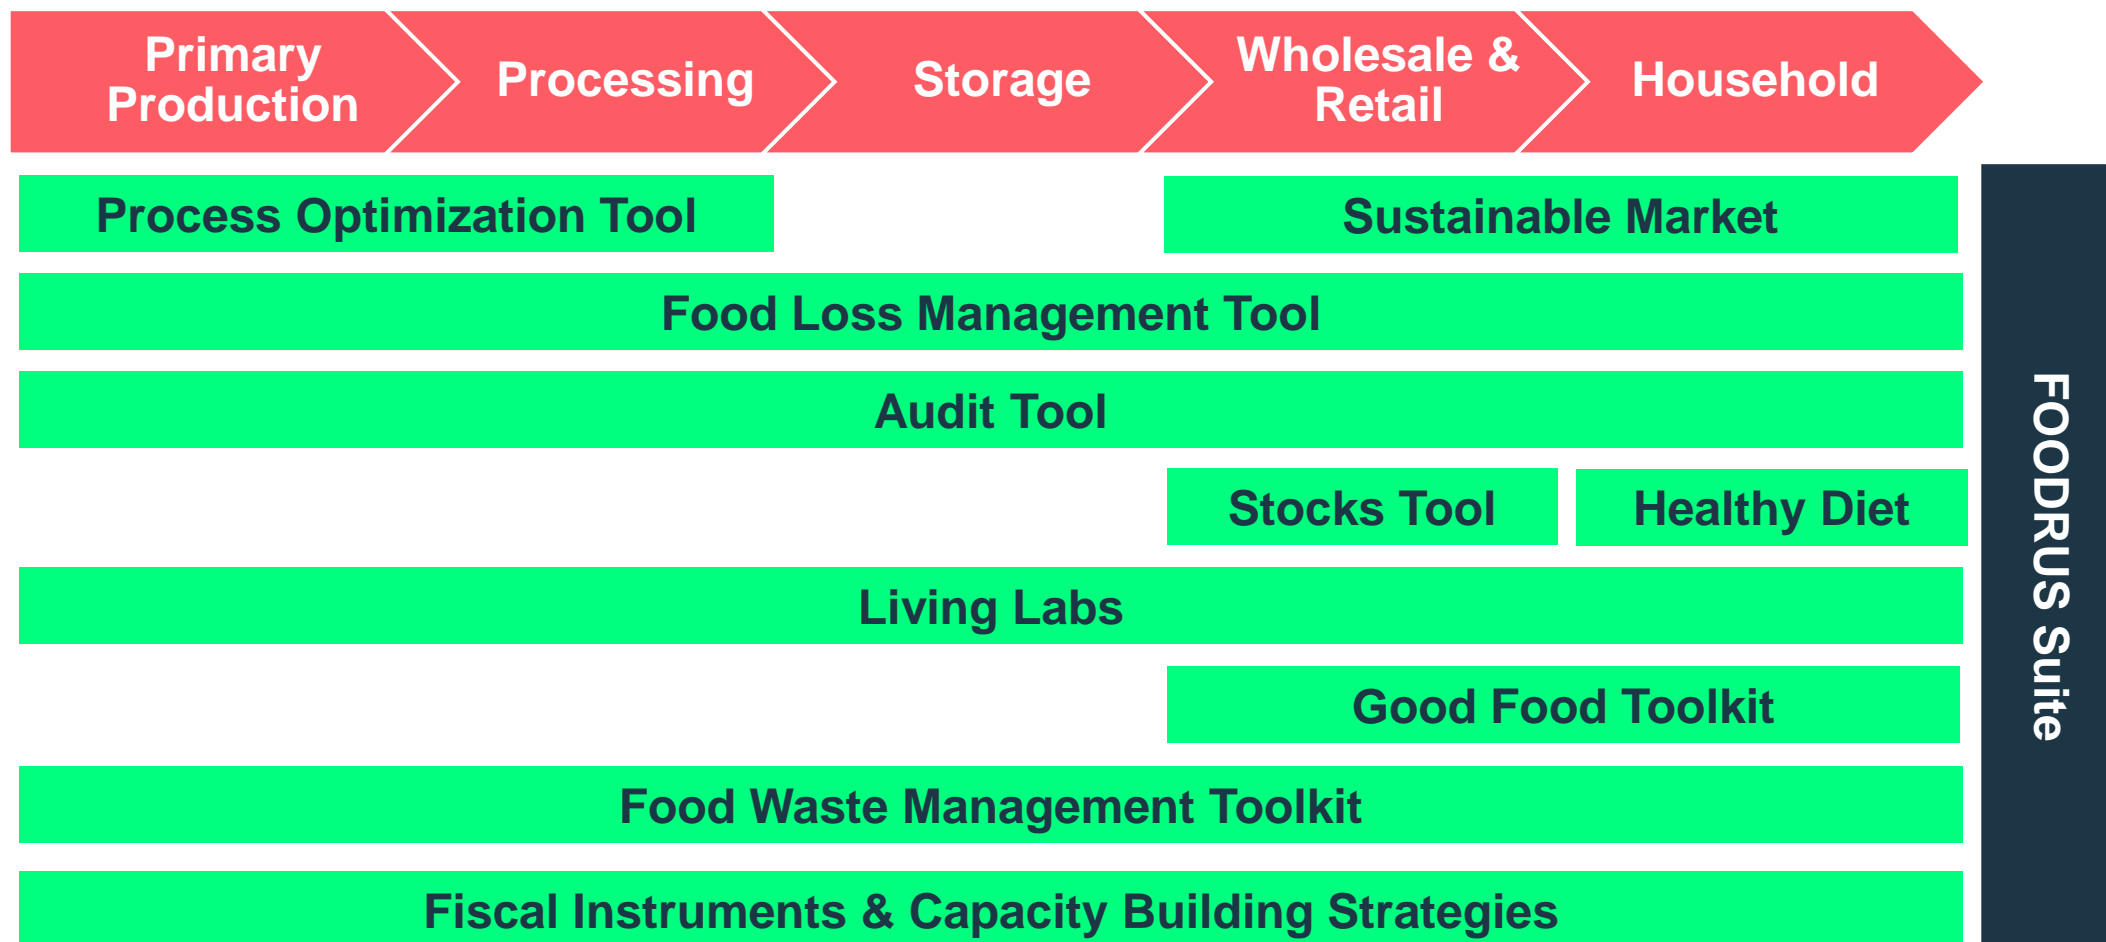 Primary
Production
Processing
Storage
Wholesale &
Retail
Household
Process Optimization Tool
Sustainable Market
Food Loss Management Tool
Audit Tool
Stocks Tool
Healthy Diet
Living Labs
Good Food Toolkit
Food Waste Management Toolkit
Fiscal Instruments & Capacity Building Strategies
FOODRUS Suite